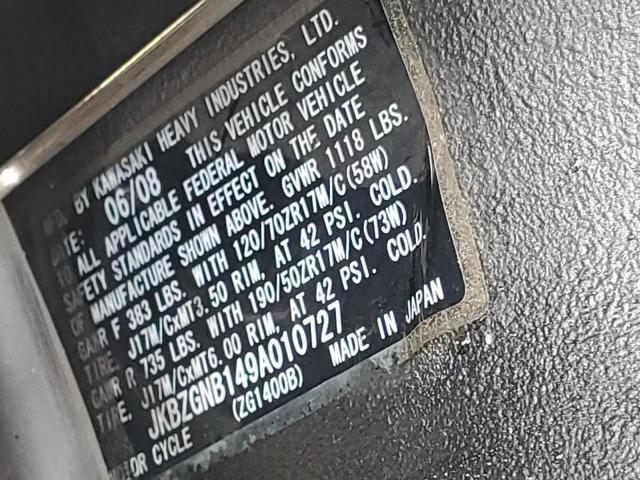 MFD. BY KAWASAKI HEAVY INDUSTRIES, LTD.
DATE: 06/08 THIS VEHICLE CONFORMS
TO ALL APPLICABLE FEDERAL MOTOR VEHICLE
SAFETY STANDARDS IN EFFECT ON THE DATE
OF MANUFACTURE SHOWN ABOVE. GVWR 1118 LBS.
GAWR F 383 LBS. WITH 120/70ZR17M/C(58W)
TIRE, J17M/CxMT3.50 RIM, AT 42 PSI. COLD.
GAWR R 735 LBS. WITH 190/50ZR17M/C(73W)
TIRE, J17M/CxMT6.00 RIM, AT 42 PSI. COLD.
JKBZGNB149A010727
MOTOR CYCLE (ZG1400B) MADE IN JAPAN